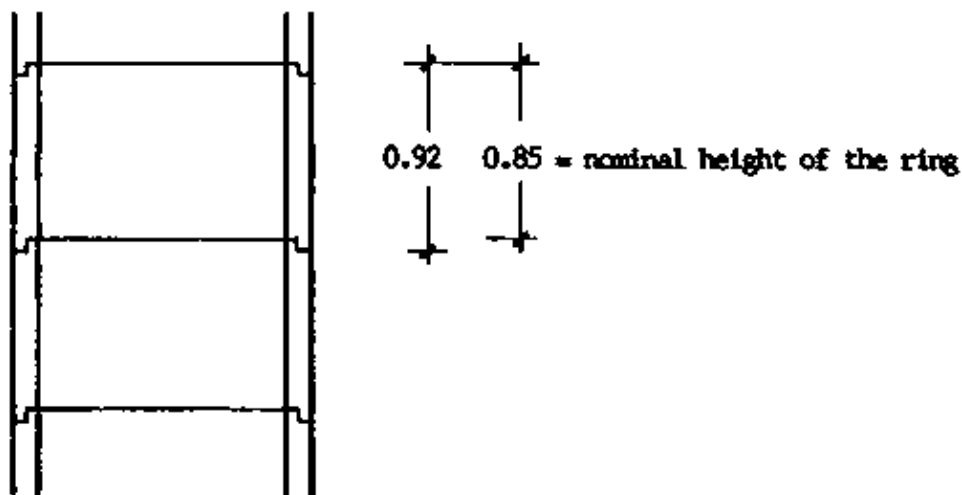 0.92 0.85 = nominal height of the ring